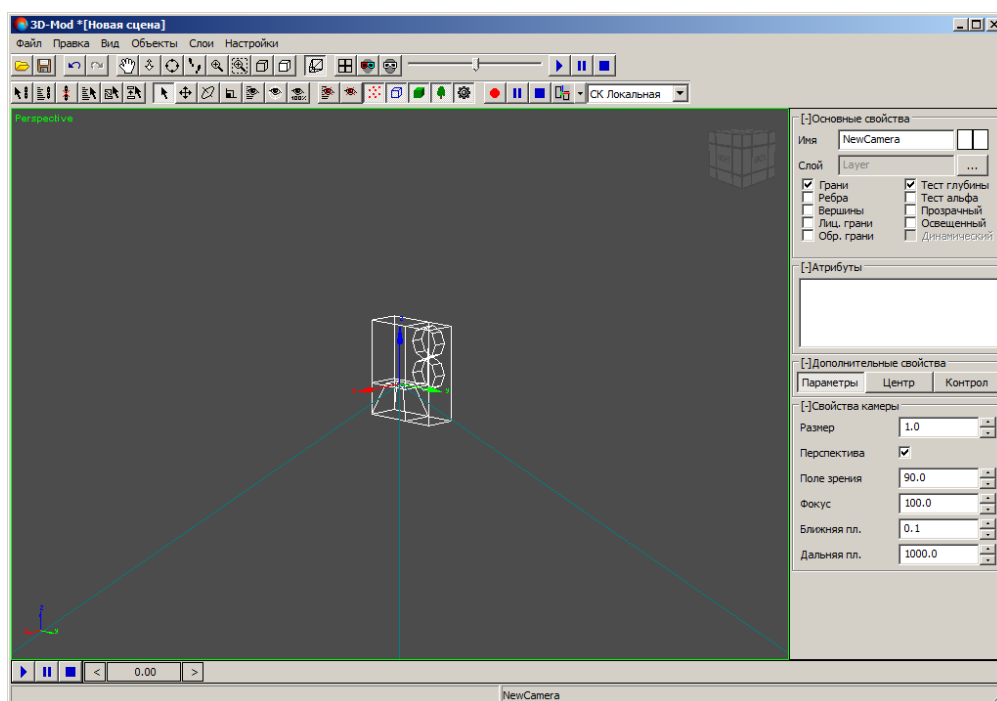 3D-Mod *[Новая сцена]
Файл Правка Вид Объекты Слои Настройки
100%
СК Локальная
Perspective
[-]Основные свойства
Имя NewCamera
Слой Layer ...
Грани Тест глубины
Ребра Тест альфа
Вершины Прозрачный
Лиц. грани Освещенный
Обр. грани Динамический
[-]Атрибуты
[-]Дополнительные свойства
Параметры Центр Контрол
[-]Свойства камеры
Размер 1.0
Перспектива
Поле зрения 90.0
Фокус 100.0
Ближняя пл. 0.1
Дальняя пл. 1000.0
z
y
z
y
< 0.00 >
NewCamera